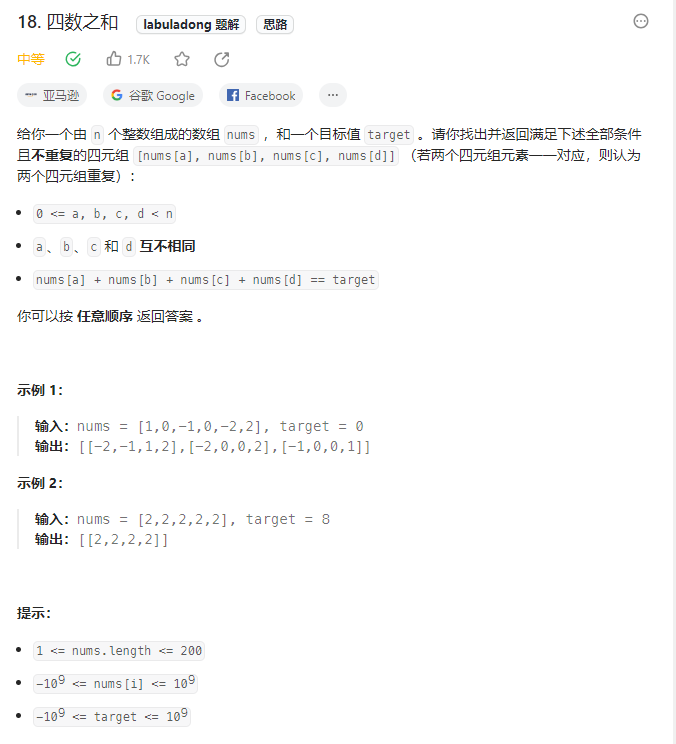 18. 四数之和 labuladong 题解 思路
中等 1.7K
亚马逊 谷歌 Google Facebook ...
给你一个由 n 个整数组成的数组 nums ，和一个目标值 target 。请你找出并返回满足下述全部条件
且不重复的四元组 [nums[a], nums[b], nums[c], nums[d]] （若两个四元组元素一一对应，则认为
两个四元组重复）：
• 0 <= a, b, c, d < n
• a、b、c 和 d 互不相同
• nums[a] + nums[b] + nums[c] + nums[d] == target
你可以按 任意顺序 返回答案 。
示例 1：
输入：nums = [1,0,-1,0,-2,2], target = 0
输出：[[-2,-1,1,2],[-2,0,0,2],[-1,0,0,1]]
示例 2：
输入：nums = [2,2,2,2,2], target = 8
输出：[[2,2,2,2]]
提示：
• 1 <= nums.length <= 200
• -10⁹ <= nums[i] <= 10⁹
• -10⁹ <= target <= 10⁹